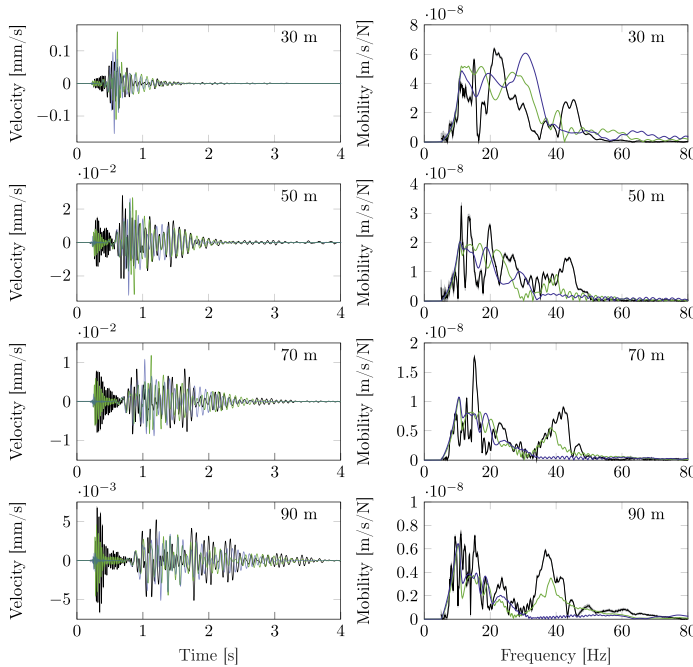 ·10−8
30 m 30 m
Velocity [mm/s] 0.1 0 −0.1
Mobility [m/s/N] 8 6 4 2 0
0 1 2 3 4 0 20 40 60 80
·10−2 ·10−8
50 m 50 m
Velocity [mm/s] 2 0 −2
Mobility [m/s/N] 4 3 2 1 0
0 1 2 3 4 0 20 40 60 80
·10−2 ·10−8
70 m 70 m
Velocity [mm/s] 1 0 −1
Mobility [m/s/N] 2 1.5 1 0.5 0
0 1 2 3 4 0 20 40 60 80
·10−3 ·10−8
90 m 90 m
Velocity [mm/s] 5 0 −5
Mobility [m/s/N] 1 0.8 0.6 0.4 0.2 0
0 1 2 3 4 0 20 40 60 80
Time [s] Frequency [Hz]